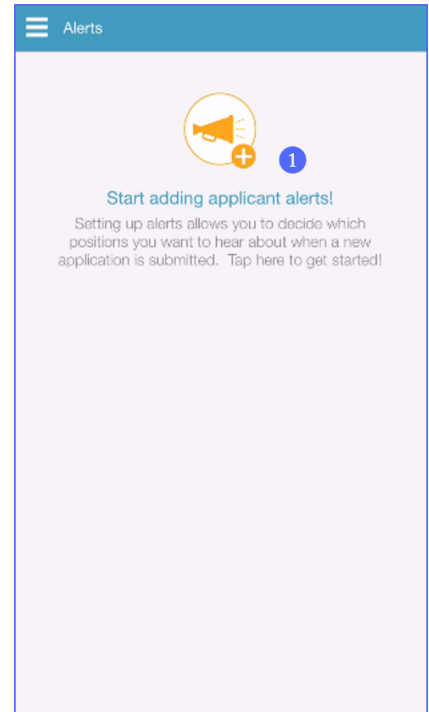 Alerts
1
Start adding applicant alerts!
Setting up alerts allows you to decide which
positions you want to hear about when a new
application is submitted.  Tap here to get started!